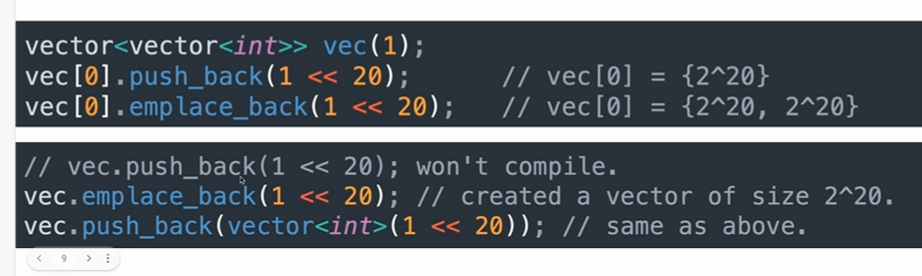 vector<vector<int>> vec(1);
vec[0].push_back(1 << 20);      // vec[0] = {2^20}
vec[0].emplace_back(1 << 20);   // vec[0] = {2^20, 2^20}
// vec.push_back(1 << 20); won't compile.
vec.emplace_back(1 << 20); // created a vector of size 2^20.
vec.push_back(vector<int>(1 << 20)); // same as above.
9